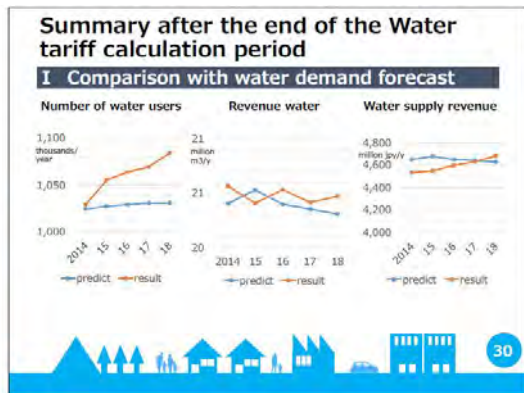 Summary after the end of the Water
tariff calculation period
I Comparison with water demand forecast
Number of water users
1,100
thousands/
year
1,050
1,000
2014 15 16 17 18
predict result
Revenue water
21
million
m3/y
21
20
2014 15 16 17 18
predict result
Water supply revenue
4,800
million jpy/y
4,600
4,400
4,200
4,000
2014 15 16 17 18
predict result
30